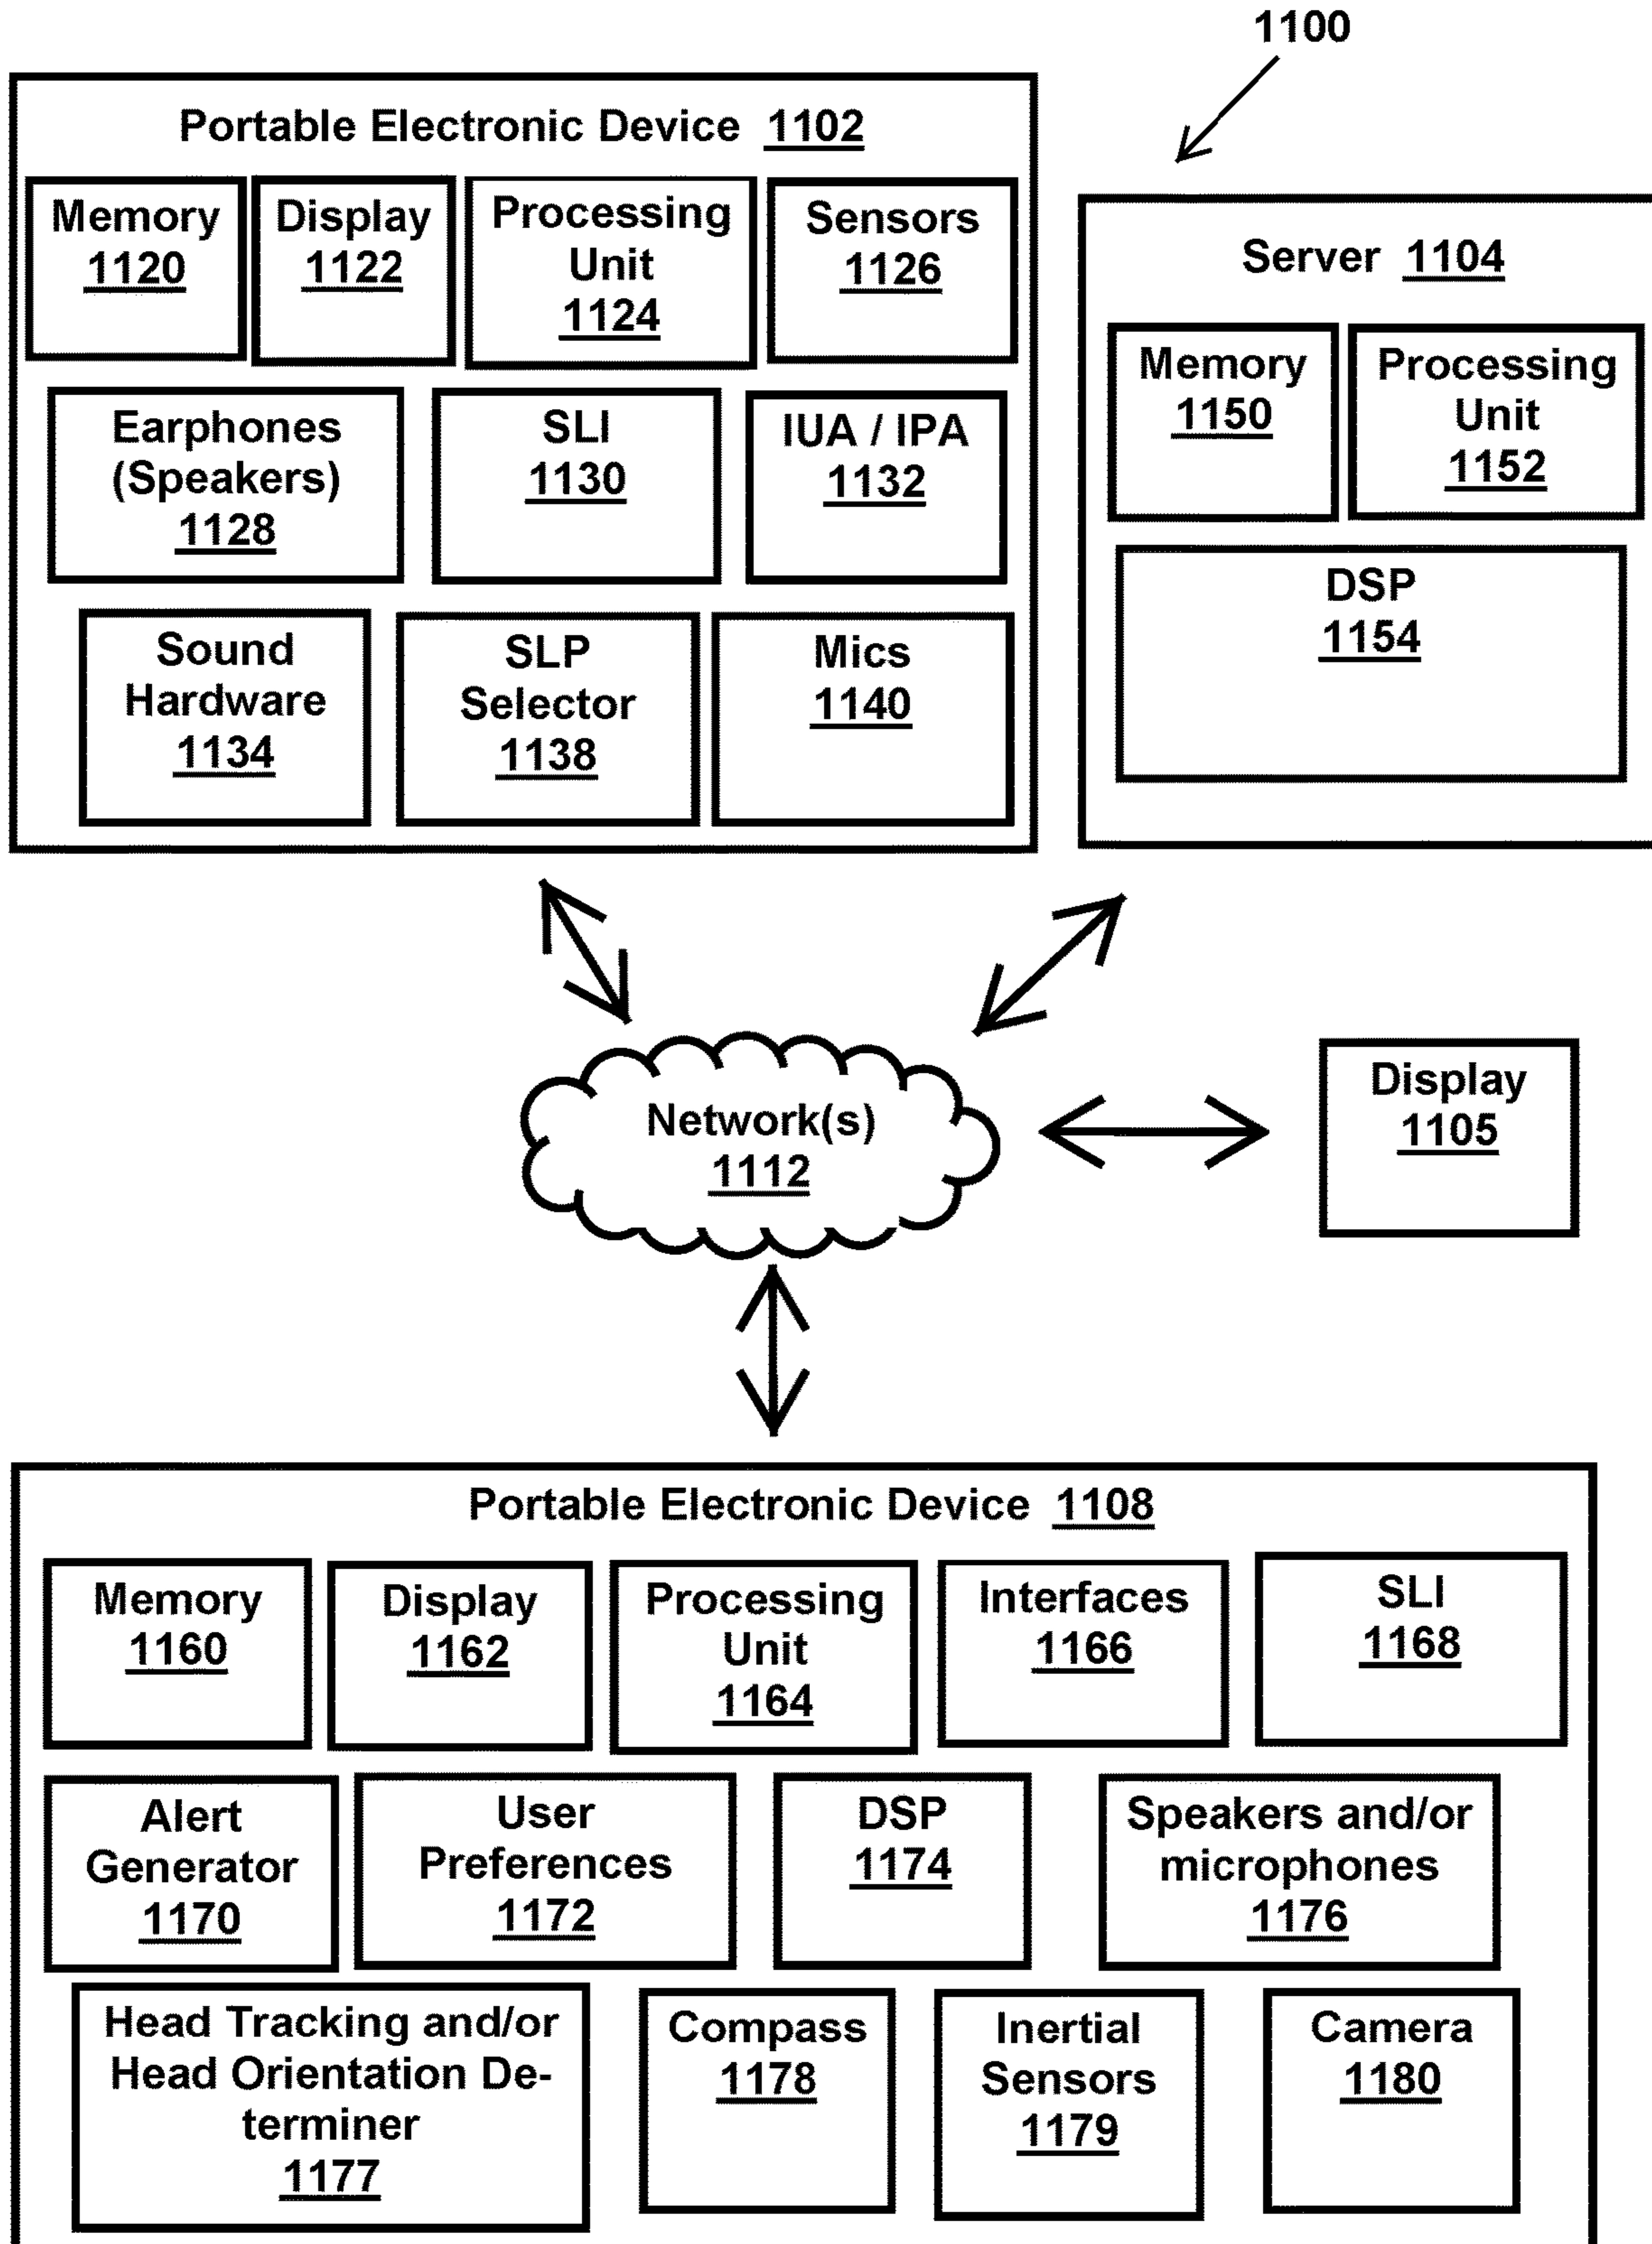 1100
Portable Electronic Device 1102
Memory
1120
Display
1122
Processing
Unit
1124
Sensors
1126
Earphones
(Speakers)
1128
SLI
1130
IUA / IPA
1132
Sound
Hardware
1134
SLP
Selector
1138
Mics
1140
Server 1104
Memory
1150
Processing
Unit
1152
DSP
1154
Network(s)
1112
Display
1105
Portable Electronic Device 1108
Memory
1160
Display
1162
Processing
Unit
1164
Interfaces
1166
SLI
1168
Alert
Generator
1170
User
Preferences
1172
DSP
1174
Speakers and/or
microphones
1176
Head Tracking and/or
Head Orientation De-
terminer
1177
Compass
1178
Inertial
Sensors
1179
Camera
1180